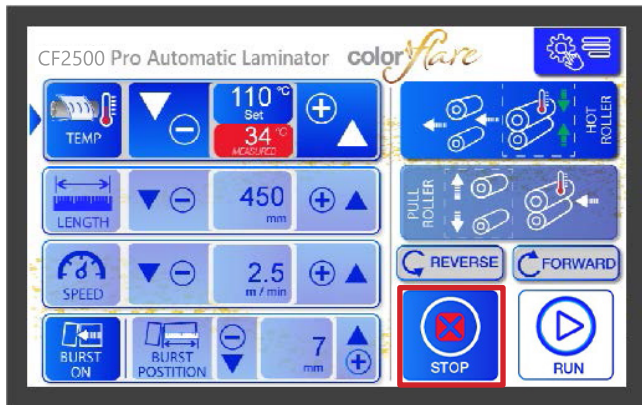 CF2500 Pro Automatic Laminator colorflare
TEMP
110 °C
Set
34 °C
MEASURED
HOT
ROLLER
LENGTH
450
mm
PULL
ROLLER
SPEED
2.5
m / min
REVERSE
FORWARD
BURST
ON
BURST
POSTITION
7
mm
STOP
RUN